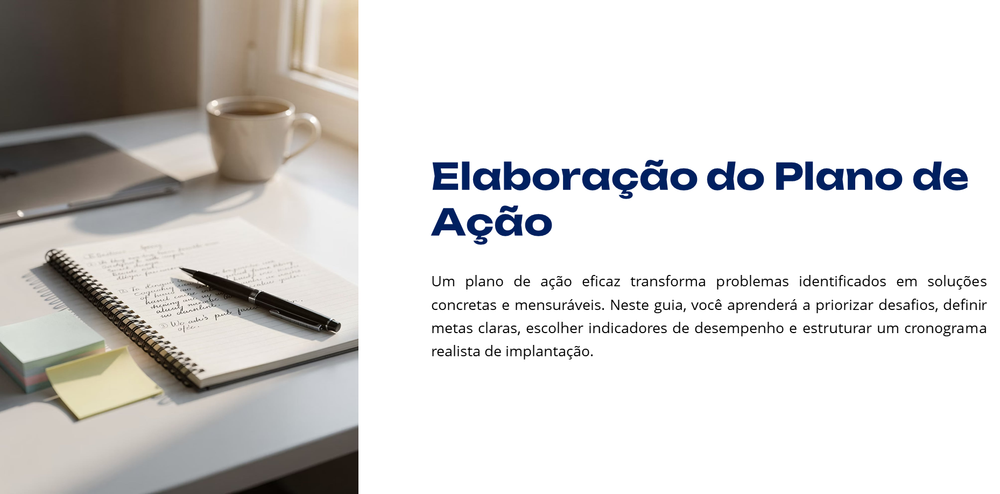 Elaboração do Plano de
Ação
Um plano de ação eficaz transforma problemas identificados em soluções
concretas e mensuráveis. Neste guia, você aprenderá a priorizar desafios, definir
metas claras, escolher indicadores de desempenho e estruturar um cronograma
realista de implantação.